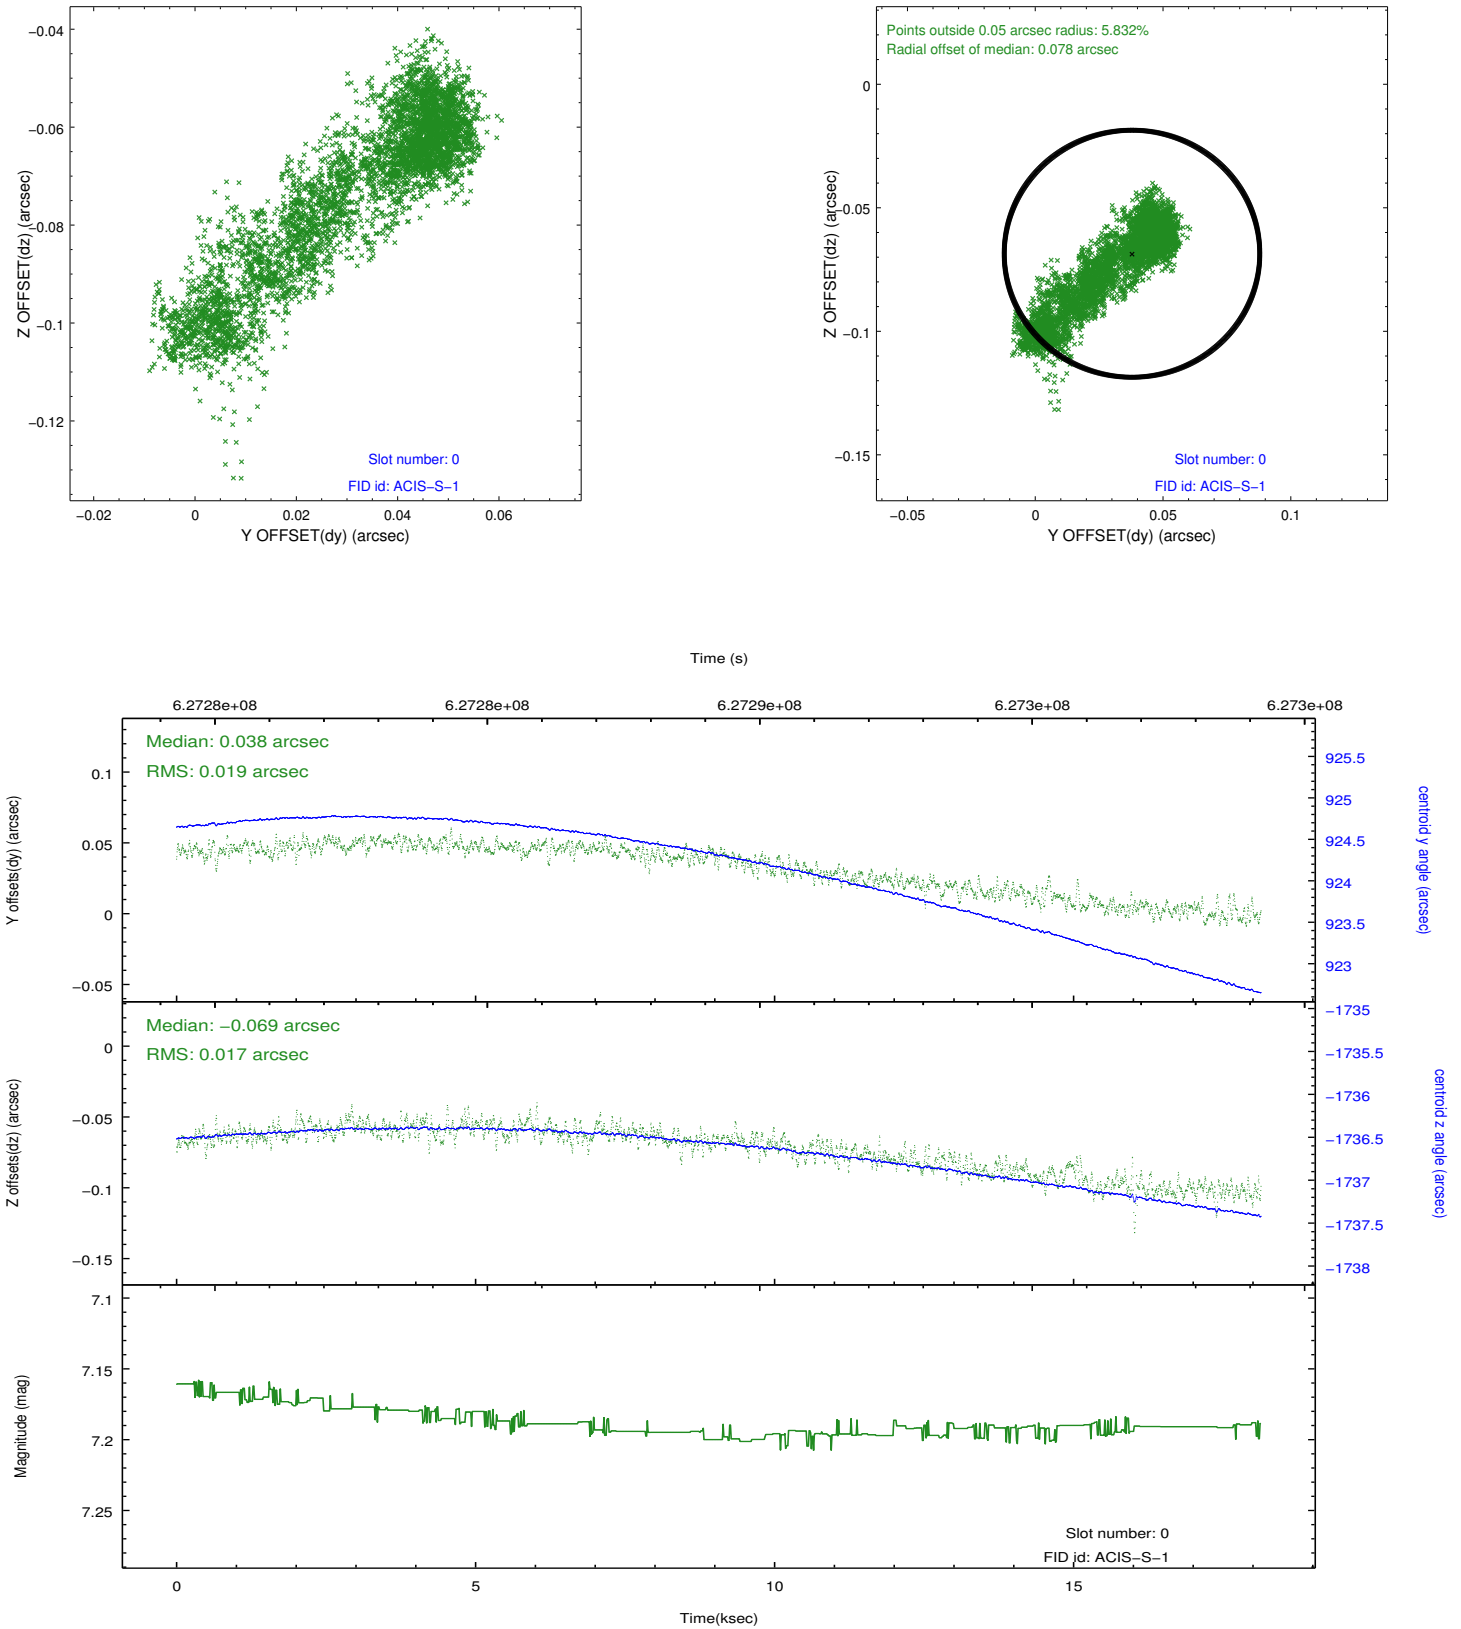 −0.04
−0.06
−0.08
−0.1
−0.12
Z OFFSET(dz) (arcsec)
Slot number: 0
FID id: ACIS−S−1
−0.02 0 0.02 0.04 0.06
Y OFFSET(dy) (arcsec)
Points outside 0.05 arcsec radius: 5.832%
Radial offset of median: 0.078 arcsec
0
−0.05
−0.1
−0.15
Z OFFSET(dz) (arcsec)
Slot number: 0
FID id: ACIS−S−1
−0.05 0 0.05 0.1
Y OFFSET(dy) (arcsec)
Time (s)
6.2728e+08 6.2728e+08 6.2729e+08 6.273e+08 6.273e+08
Median: 0.038 arcsec
RMS: 0.019 arcsec
0.1
0.05
0
−0.05
Y offsets(dy) (arcsec)
925.5
925
924.5
924
923.5
923
centroid y angle (arcsec)
Median: −0.069 arcsec
RMS: 0.017 arcsec
0
−0.05
−0.1
−0.15
Z offsets(dz) (arcsec)
−1735
−1735.5
−1736
−1736.5
−1737
−1737.5
−1738
centroid z angle (arcsec)
7.1
7.15
7.2
7.25
Magnitude (mag)
Slot number: 0
FID id: ACIS−S−1
0 5 10 15
Time(ksec)